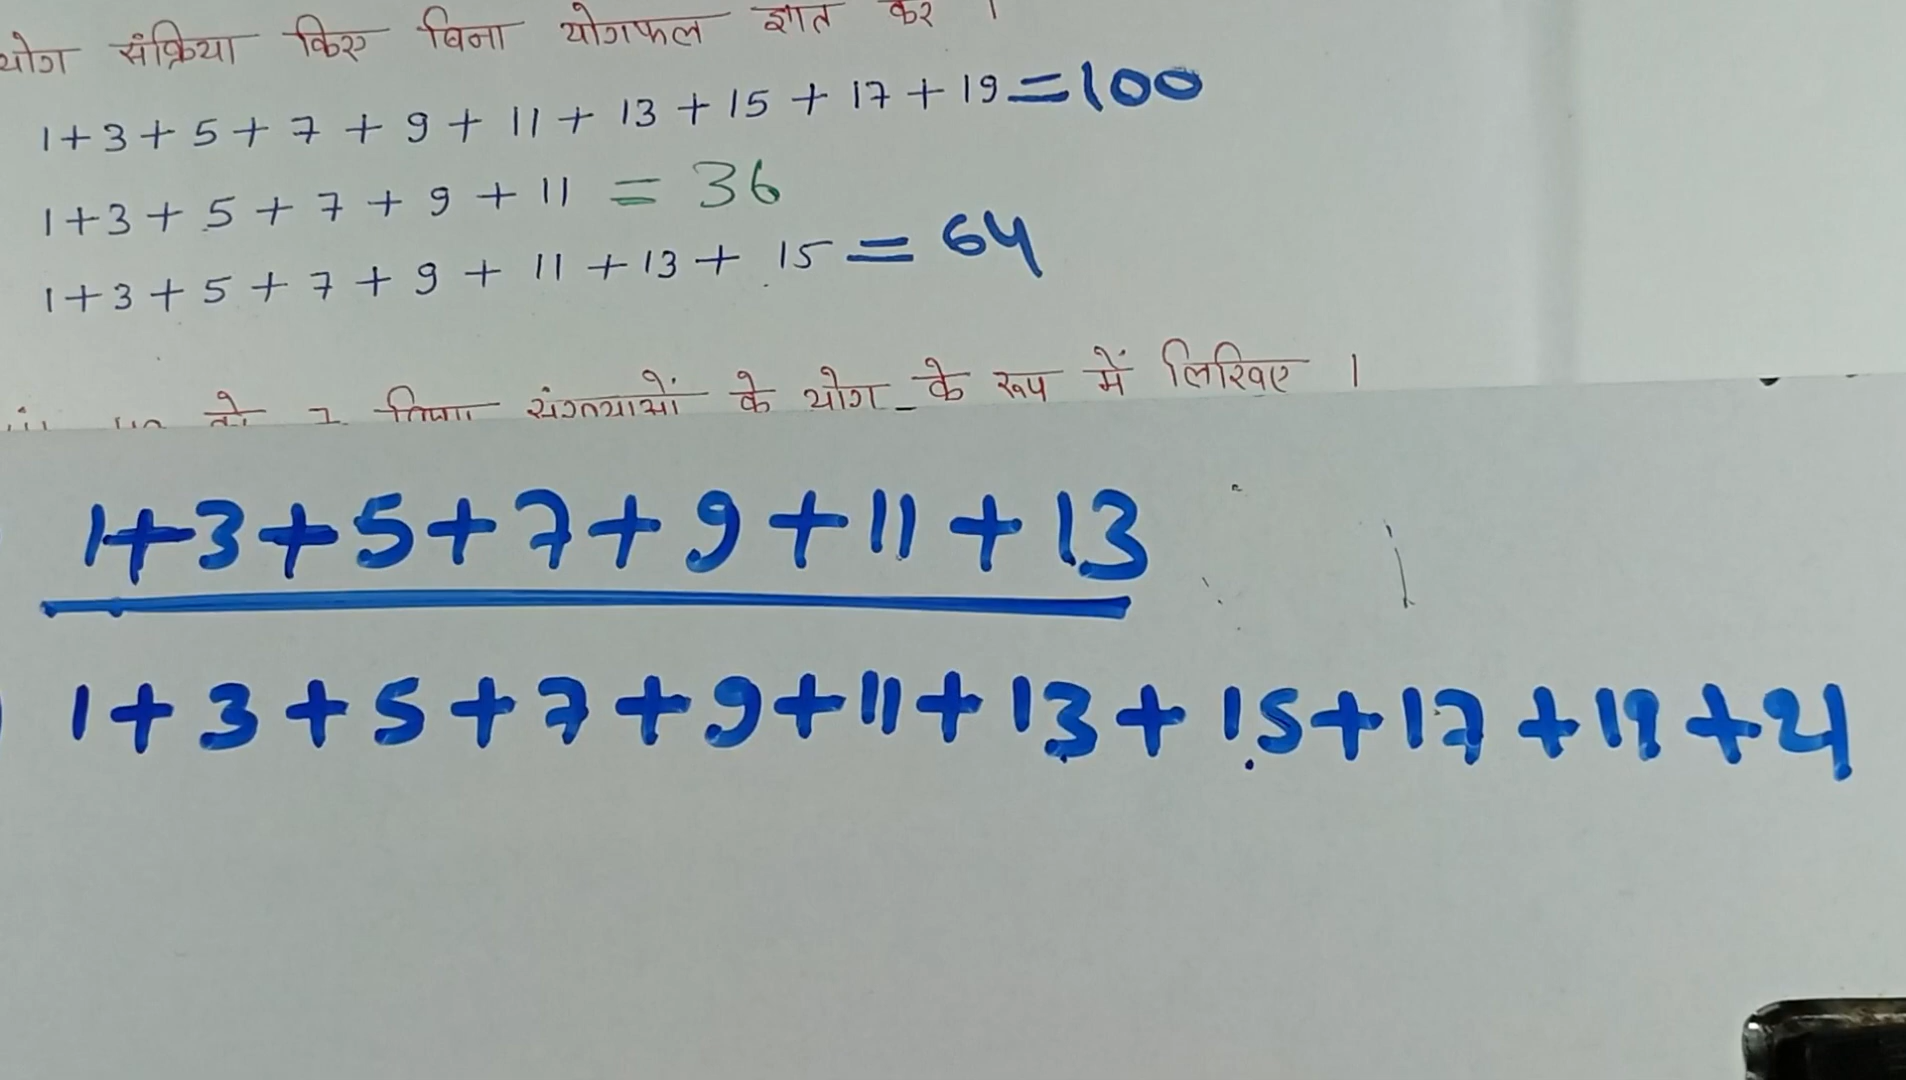 योग संक्रिया किए बिना योगफल ज्ञात कर ।
1+3+5+7+9+11+13+15+17+19=100
1+3+5+7+9+11 = 36
1+3+5+7+9+11+13+15 = 64
को 7 विषम संख्याओं के योग के रूप में लिखिए ।
1+3+5+7+9+11+13
1+3+5+7+9+11+13+15+17+19+21